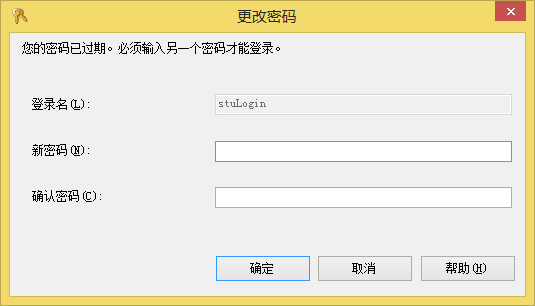 更改密码
您的密码已过期。必须输入另一个密码才能登录。
登录名(L):
stuLogin
新密码(N):
确认密码(C):
确定
取消
帮助(H)